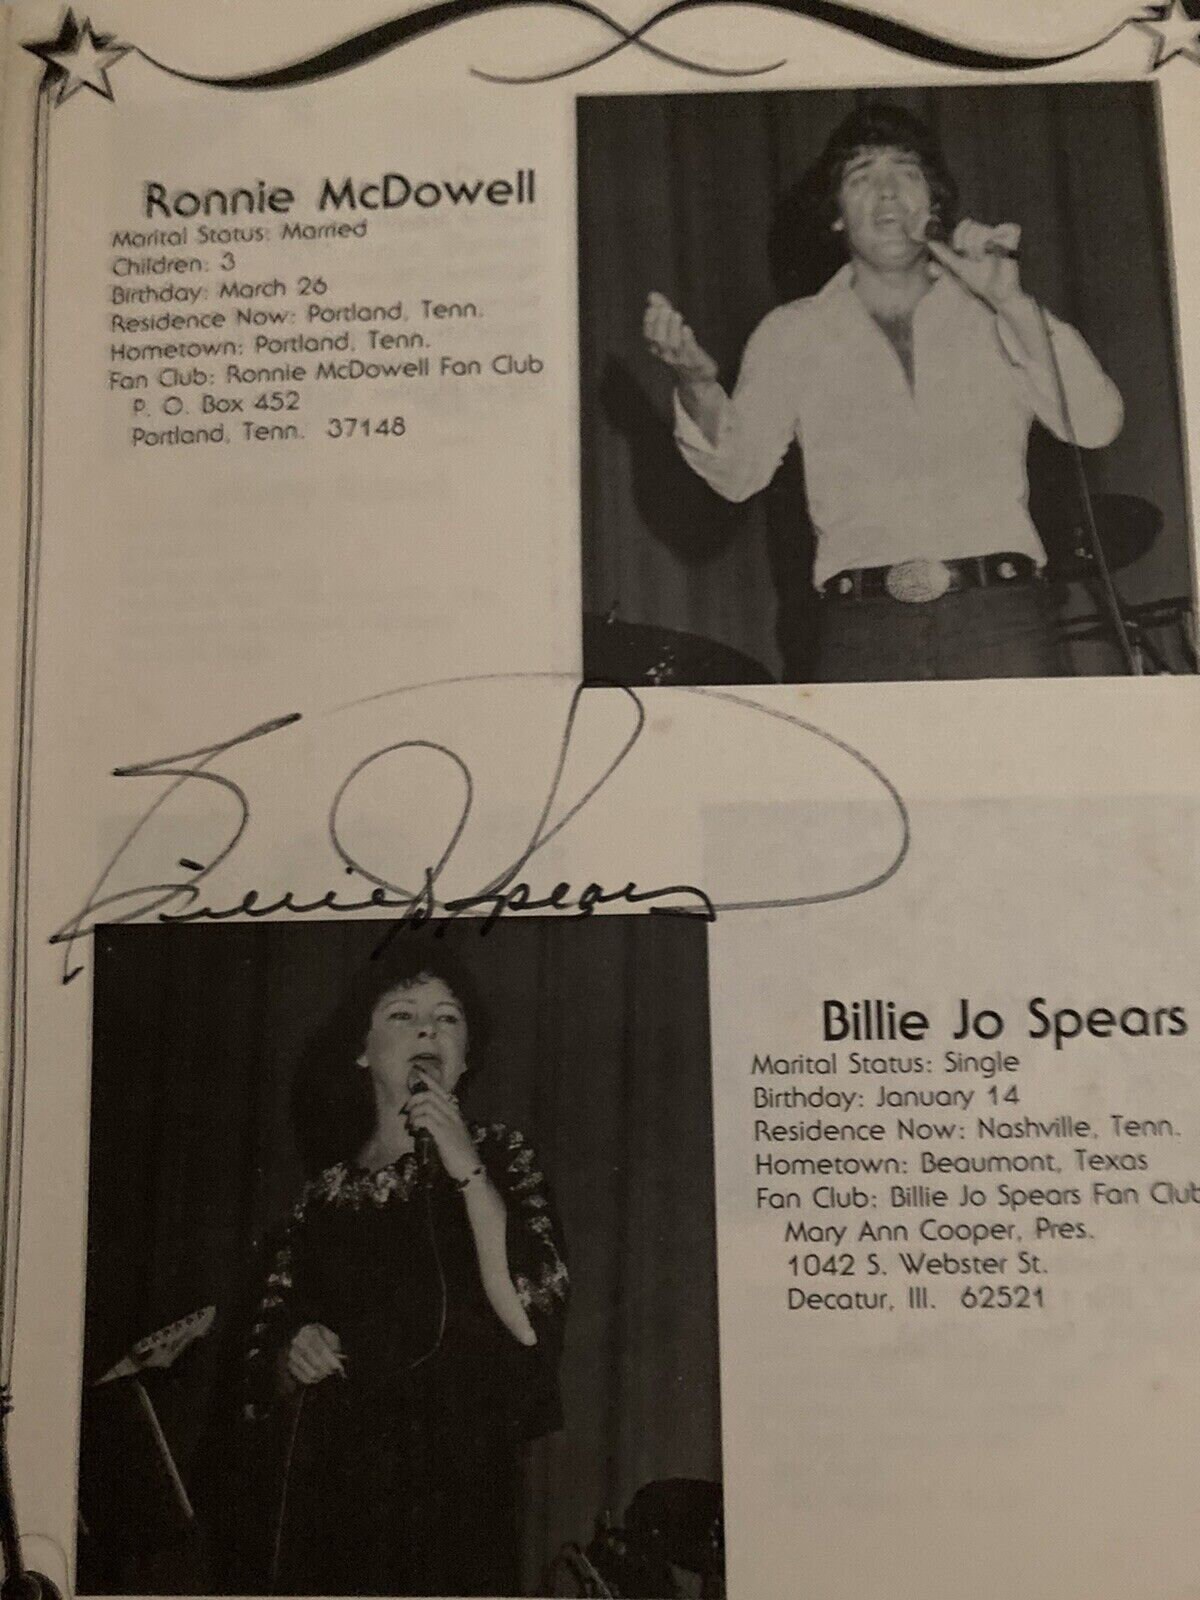 Ronnie McDowell
Marital Status: Married
Children: 3
Birthday: March 26
Residence Now: Portland, Tenn.
Hometown: Portland, Tenn.
Fan Club: Ronnie McDowell Fan Club
P. O. Box 452
Portland, Tenn. 37148
Billie Jo Spears
Billie Jo Spears
Marital Status: Single
Birthday: January 14
Residence Now: Nashville, Tenn.
Hometown: Beaumont, Texas
Fan Club: Billie Jo Spears Fan Club
Mary Ann Cooper, Pres.
1042 S. Webster St.
Decatur, Ill. 62521